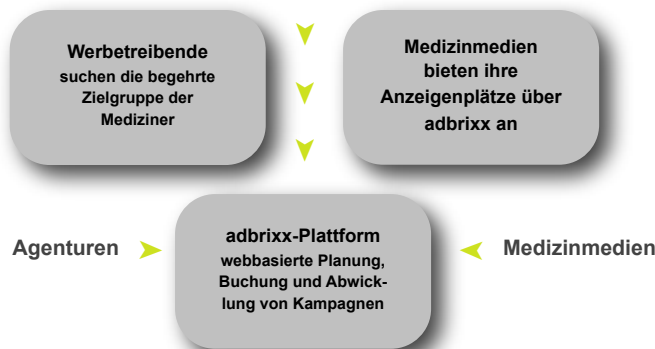 Werbetreibende
suchen die begehrte
Zielgruppe der
Mediziner
Medizinmedien
bieten ihre
Anzeigenplätze über
adbrixx an
Agenturen
adbrixx-Plattform
webbasierte Planung,
Buchung und Abwick-
lung von Kampagnen
Medizinmedien